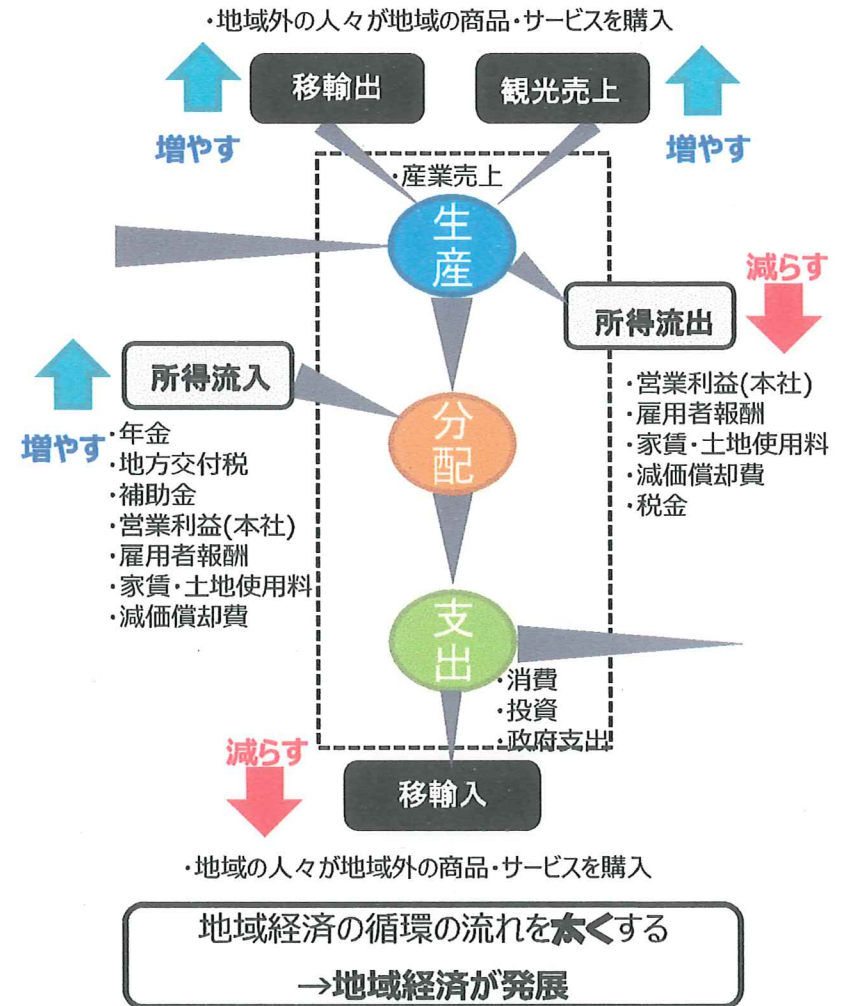 ・地域外の人々が地域の商品・サービスを購入
移輸出
観光売上
増やす
増やす
・産業売上
生産
減らす
所得流出
・営業利益(本社)
・雇用者報酬
・家賃・土地使用料
・減価償却費
・税金
所得流入
増やす
・年金
・地方交付税
・補助金
・営業利益(本社)
・雇用者報酬
・家賃・土地使用料
・減価償却費
分配
支出
・消費
・投資
・政府支出
減らす
移輸入
・地域の人々が地域外の商品・サービスを購入
地域経済の循環の流れを太くする
→地域経済が発展